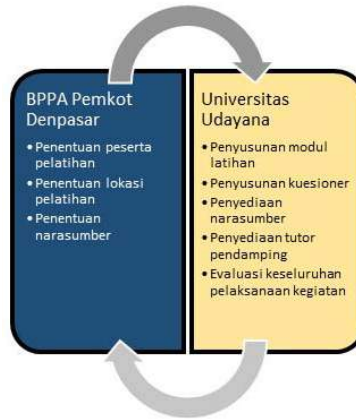 BPPA Pemkot
Denpasar
• Penentuan peserta
pelatihan
• Penentuan lokasi
pelatihan
• Penentuan
narasumber
Universitas
Udayana
• Penyusunan modul
latihan
• Penyusunan kuesioner
• Penyediaan
narasumber
• Penyediaan tutor
pendamping
• Evaluasi keseluruhan
pelaksanaan kegiatan